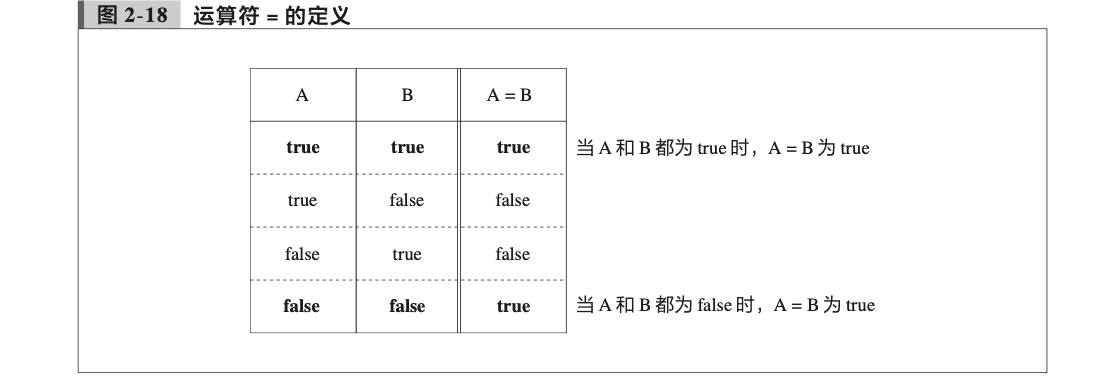 图 2-18 运算符 = 的定义
A B A = B
true true true 当 A 和 B 都为 true 时，A = B 为 true
true false false
false true false
false false true 当 A 和 B 都为 false 时，A = B 为 true